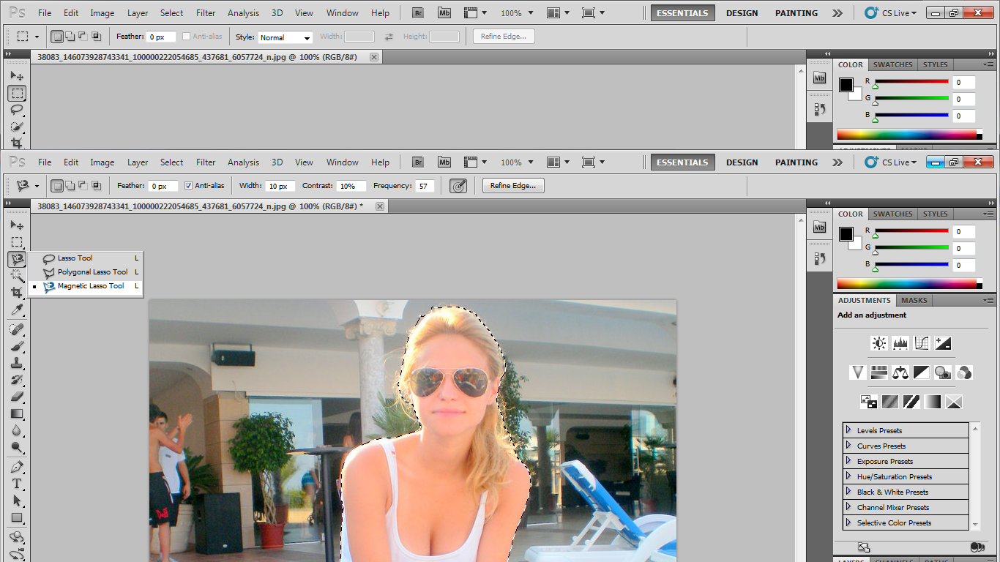 Ps File Edit Image Layer Select Filter Analysis 3D View Window Help Br Mb 100% ESSENTIALS DESIGN PAINTING CS Live
Feather: 0 px Anti-alias Style: Normal Width: Height: Refine Edge...
38083_146073928743341_100000222054685_437681_6057724_n.jpg @ 100% (RGB/8#)
COLOR SWATCHES STYLES
Mb
R 0
G 0
B 0
Ps File Edit Image Layer Select Filter Analysis 3D View Window Help Br Mb 100% ESSENTIALS DESIGN PAINTING CS Live
Feather: 0 px Anti-alias Width: 10 px Contrast: 10% Frequency: 57 Refine Edge...
38083_146073928743341_100000222054685_437681_6057724_n.jpg @ 100% (RGB/8#) *
COLOR SWATCHES STYLES
Mb
R 0
G 0
B 0
Lasso Tool L
Polygonal Lasso Tool L
Magnetic Lasso Tool L
ADJUSTMENTS MASKS
Add an adjustment
Levels Presets
Curves Presets
Exposure Presets
Hue/Saturation Presets
Black & White Presets
Channel Mixer Presets
Selective Color Presets
T